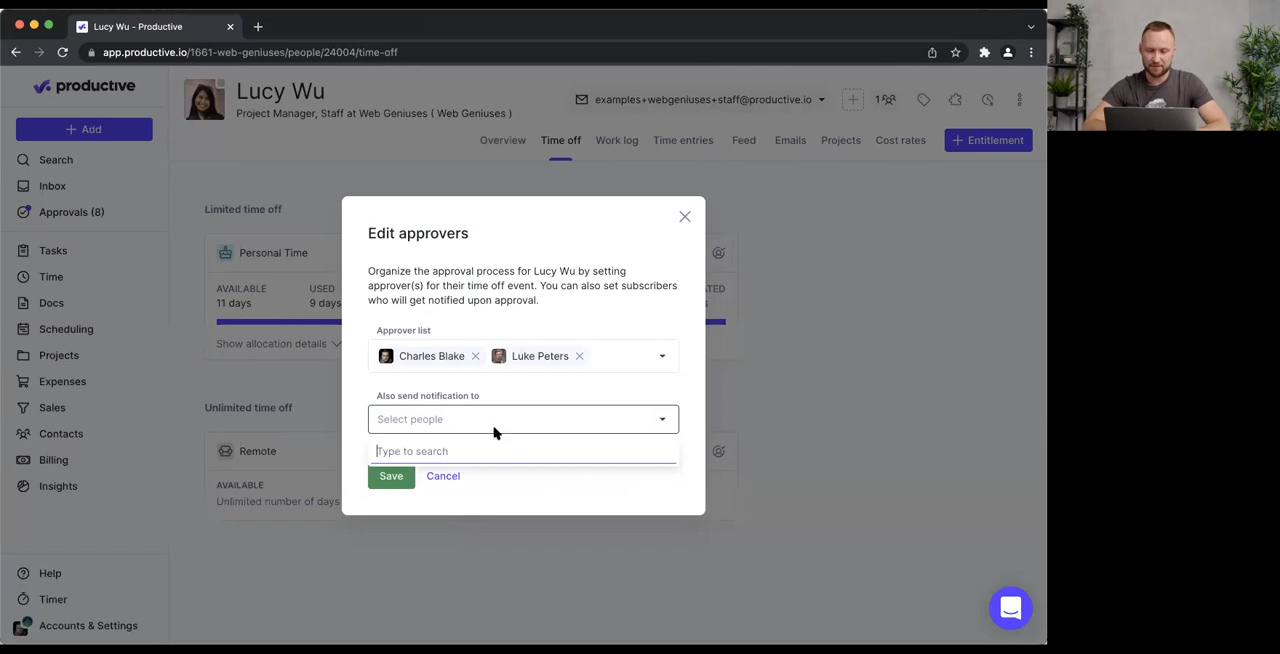 Lucy Wu - Productive
app.productive.io/1661-web-geniuses/people/24004/time-off
productive
Add
Search
Inbox
Approvals (8)
Tasks
Time
Docs
Scheduling
Projects
Expenses
Sales
Contacts
Billing
Insights
Help
Timer
Accounts & Settings
Lucy Wu
Project Manager, Staff at Web Geniuses ( Web Geniuses )
examples+webgeniuses+staff@productive.io
1
Overview Time off Work log Time entries Feed Emails Projects Cost rates Entitlement
Limited time off
Personal Time
AVAILABLE USED
11 days 9 days
Show allocation details
Unlimited time off
Remote
AVAILABLE
Unlimited number of days
Edit approvers
Organize the approval process for Lucy Wu by setting
approver(s) for their time off event. You can also set subscribers
who will get notified upon approval.
Approver list
Charles Blake Luke Peters
Also send notification to
Select people
Type to search
Save Cancel